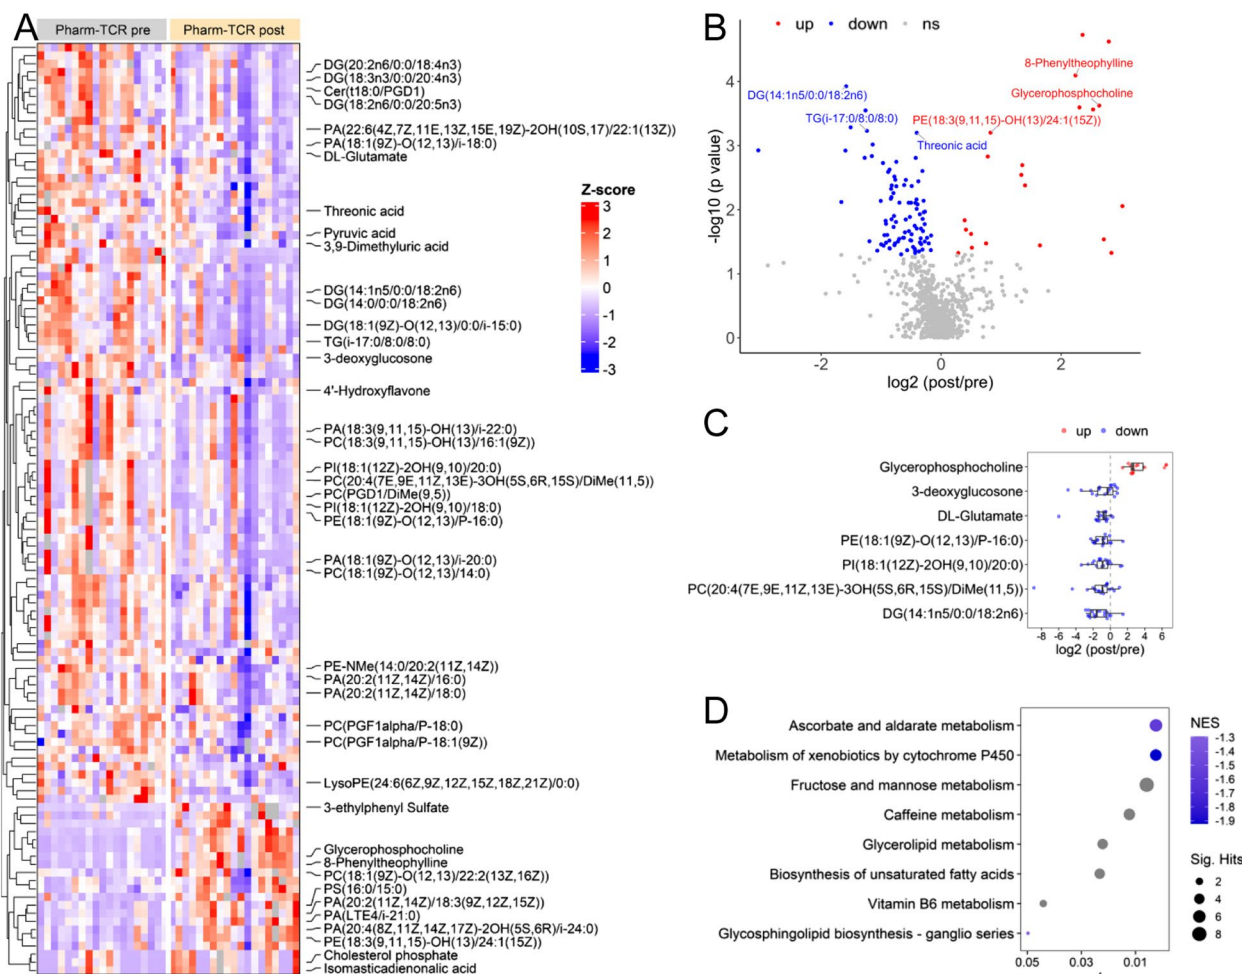 A
Pharm-TCR pre
Pharm-TCR post
DG(20:2n6/0:0/18:4n3)
DG(18:3n3/0:0/20:4n3)
Cer(t18:0/PGD1)
DG(18:2n6/0:0/20:5n3)
PA(22:6(4Z,7Z,11E,13Z,15E,19Z)-2OH(10S,17)/22:1(13Z))
PA(18:1(9Z)-O(12,13)/i-18:0)
DL-Glutamate
Threonic acid
Pyruvic acid
3,9-Dimethyluric acid
DG(14:1n5/0:0/18:2n6)
DG(14:0/0:0/18:2n6)
DG(18:1(9Z)-O(12,13)/0:0/i-15:0)
TG(i-17:0/8:0/8:0)
3-deoxyglucosone
4'-Hydroxyflavone
PA(18:3(9,11,15)-OH(13)/i-22:0)
PC(18:3(9,11,15)-OH(13)/16:1(9Z))
PI(18:1(12Z)-2OH(9,10)/20:0)
PC(20:4(7E,9E,11Z,13E)-3OH(5S,6R,15S)/DiMe(11,5))
PC(PGD1/DiMe(9,5))
PI(18:1(12Z)-2OH(9,10)/18:0)
PE(18:1(9Z)-O(12,13)/P-16:0)
PA(18:1(9Z)-O(12,13)/i-20:0)
PC(18:1(9Z)-O(12,13)/14:0)
PE-NMe(14:0/20:2(11Z,14Z))
PA(20:2(11Z,14Z)/16:0)
PA(20:2(11Z,14Z)/18:0)
PC(PGF1alpha/P-18:0)
PC(PGF1alpha/P-18:1(9Z))
LysoPE(24:6(6Z,9Z,12Z,15Z,18Z,21Z)/0:0)
3-ethylphenyl Sulfate
Glycerophosphocholine
8-Phenyltheophylline
PC(18:1(9Z)-O(12,13)/22:2(13Z,16Z))
PS(16:0/15:0)
PA(20:2(11Z,14Z)/18:3(9Z,12Z,15Z))
PA(LTE4/i-21:0)
PA(20:4(8Z,11Z,14Z,17Z)-2OH(5S,6R)/i-24:0)
PE(18:3(9,11,15)-OH(13)/24:1(15Z))
Cholesterol phosphate
Isomasticadienonalic acid
Z-score
3
2
1
0
-1
-2
-3
B
up
down
ns
8-Phenyltheophylline
Glycerophosphocholine
DG(14:1n5/0:0/18:2n6)
TG(i-17:0/8:0/8:0)
PE(18:3(9,11,15)-OH(13)/24:1(15Z))
Threonic acid
-log10 (p value)
4
3
2
1
0
-2
0
2
log2 (post/pre)
C
up
down
Glycerophosphocholine
3-deoxyglucosone
DL-Glutamate
PE(18:1(9Z)-O(12,13)/P-16:0)
PI(18:1(12Z)-2OH(9,10)/20:0)
PC(20:4(7E,9E,11Z,13E)-3OH(5S,6R,15S)/DiMe(11,5))
DG(14:1n5/0:0/18:2n6)
-8 -6 -4 -2 0 2 4 6
log2 (post/pre)
D
Ascorbate and aldarate metabolism
Metabolism of xenobiotics by cytochrome P450
Fructose and mannose metabolism
Caffeine metabolism
Glycerolipid metabolism
Biosynthesis of unsaturated fatty acids
Vitamin B6 metabolism
Glycosphingolipid biosynthesis - ganglio series
0.05
0.03
0.01
NES
-1.3
-1.4
-1.5
-1.6
-1.7
-1.8
-1.9
Sig. Hits
2
4
6
8